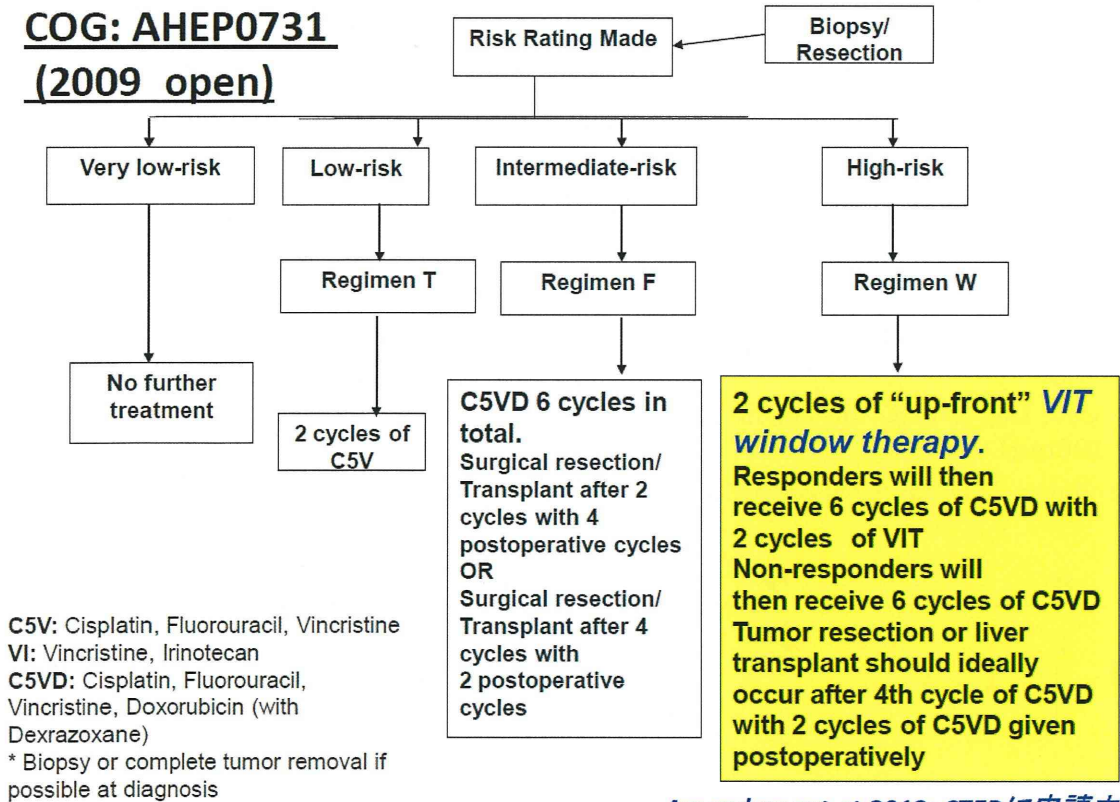 COG: AHEP0731
(2009 open)
Risk Rating Made
Biopsy/
Resection
Very low-risk
Low-risk
Intermediate-risk
High-risk
Regimen T
Regimen F
Regimen W
No further
treatment
2 cycles of
C5V
C5VD 6 cycles in
total.
Surgical resection/
Transplant after 2
cycles with 4
postoperative cycles
OR
Surgical resection/
Transplant after 4
cycles with
2 postoperative
cycles
2 cycles of “up-front” VIT
window therapy.
Responders will then
receive 6 cycles of C5VD with
2 cycles of VIT
Non-responders will
then receive 6 cycles of C5VD
Tumor resection or liver
transplant should ideally
occur after 4th cycle of C5VD
with 2 cycles of C5VD given
postoperatively
C5V: Cisplatin, Fluorouracil, Vincristine
VI: Vincristine, Irinotecan
C5VD: Cisplatin, Fluorouracil,
Vincristine, Doxorubicin (with
Dexrazoxane)
* Biopsy or complete tumor removal if
possible at diagnosis